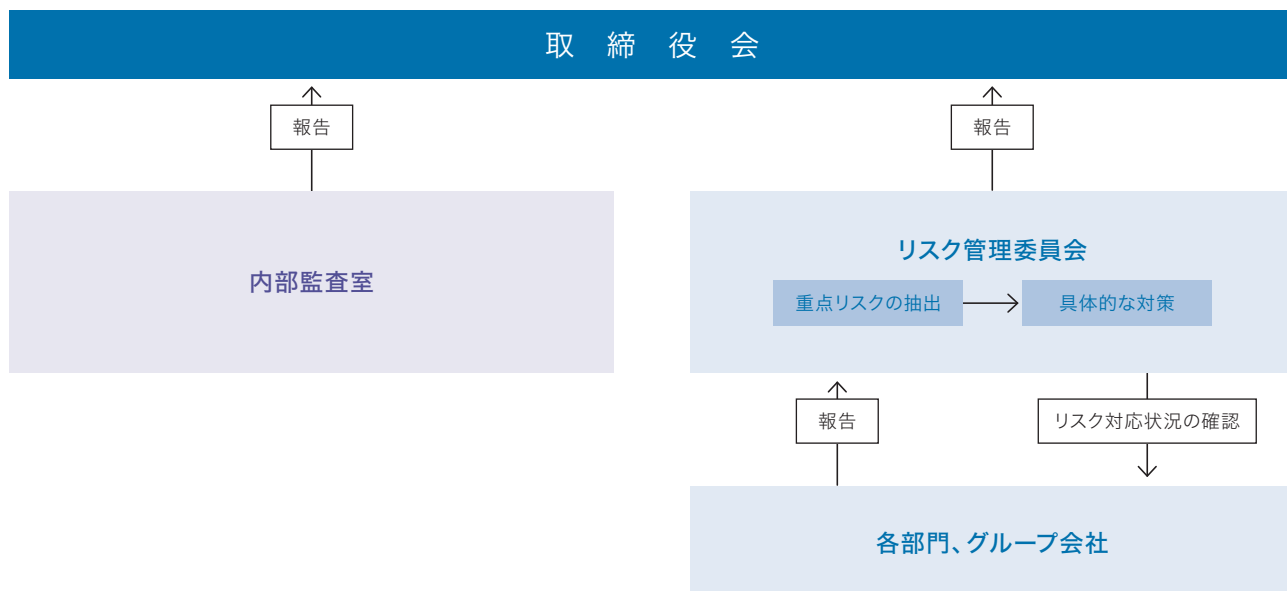 取締役会
報告
報告
内部監査室
リスク管理委員会
重点リスクの抽出
具体的な対策
報告
リスク対応状況の確認
各部門、グループ会社